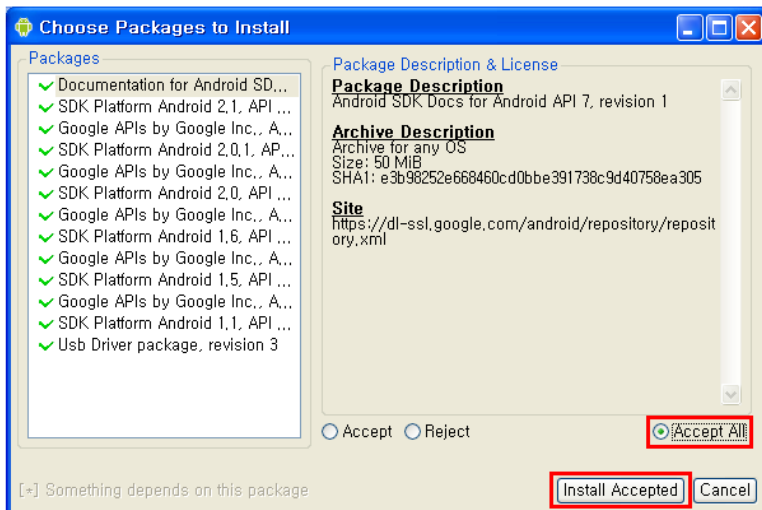 Choose Packages to Install
Packages
Documentation for Android SD...
SDK Platform Android 2.1, API ...
Google APIs by Google Inc., A...
SDK Platform Android 2.0.1, AP...
Google APIs by Google Inc., A...
SDK Platform Android 2.0, API ...
Google APIs by Google Inc., A...
SDK Platform Android 1.6, API ...
Google APIs by Google Inc., A...
SDK Platform Android 1.5, API ...
Google APIs by Google Inc., A...
SDK Platform Android 1.1, API ...
Usb Driver package, revision 3
Package Description & License
Package Description
Android SDK Docs for Android API 7, revision 1
Archive Description
Archive for any OS
Size: 50 MiB
SHA1: e3b98252e668460cd0bbe391738c9d40758ea305
Site
https://dl-ssl.google.com/android/repository/reposit
ory.xml
Accept Reject Accept All
[*] Something depends on this package
Install Accepted Cancel